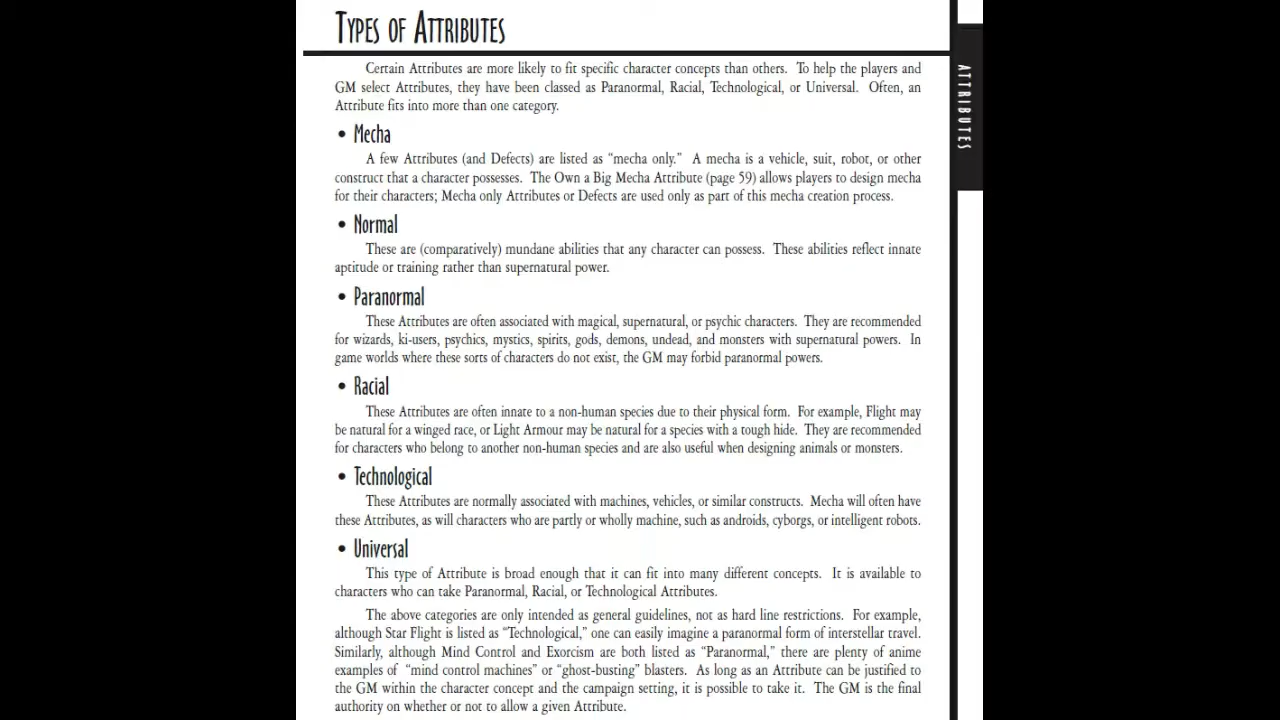 TYPES OF ATTRIBUTES
ATTRIBUTES
Certain Attributes are more likely to fit specific character concepts than others. To help the players and
GM select Attributes, they have been classed as Paranormal, Racial, Technological, or Universal. Often, an
Attribute fits into more than one category.
• Mecha
A few Attributes (and Defects) are listed as “mecha only.” A mecha is a vehicle, suit, robot, or other
construct that a character possesses. The Own a Big Mecha Attribute (page 59) allows players to design mecha
for their characters; Mecha only Attributes or Defects are used only as part of this mecha creation process.
• Normal
These are (comparatively) mundane abilities that any character can possess. These abilities reflect innate
aptitude or training rather than supernatural power.
• Paranormal
These Attributes are often associated with magical, supernatural, or psychic characters. They are recommended
for wizards, ki-users, psychics, mystics, spirits, gods, demons, undead, and monsters with supernatural powers. In
game worlds where these sorts of characters do not exist, the GM may forbid paranormal powers.
• Racial
These Attributes are often innate to a non-human species due to their physical form. For example, Flight may
be natural for a winged race, or Light Armour may be natural for a species with a tough hide. They are recommended
for characters who belong to another non-human species and are also useful when designing animals or monsters.
• Technological
These Attributes are normally associated with machines, vehicles, or similar constructs. Mecha will often have
these Attributes, as will characters who are partly or wholly machine, such as androids, cyborgs, or intelligent robots.
• Universal
This type of Attribute is broad enough that it can fit into many different concepts. It is available to
characters who can take Paranormal, Racial, or Technological Attributes.
The above categories are only intended as general guidelines, not as hard line restrictions. For example,
although Star Flight is listed as “Technological,” one can easily imagine a paranormal form of interstellar travel.
Similarly, although Mind Control and Exorcism are both listed as “Paranormal,” there are plenty of anime
examples of “mind control machines” or “ghost-busting” blasters. As long as an Attribute can be justified to
the GM within the character concept and the campaign setting, it is possible to take it. The GM is the final
authority on whether or not to allow a given Attribute.